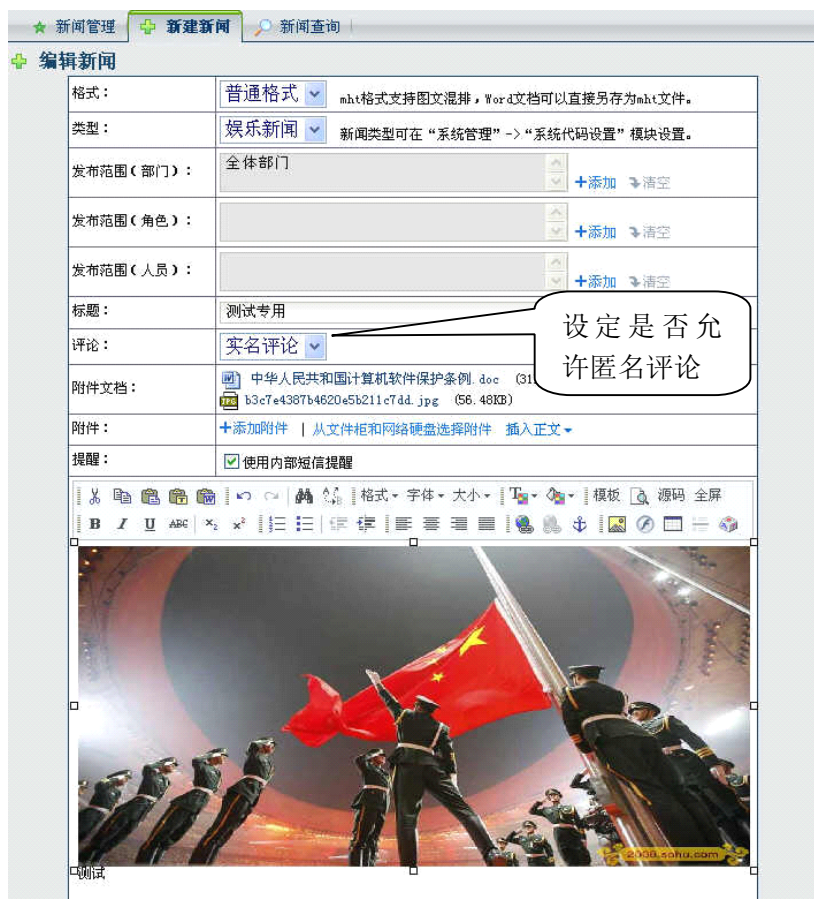 新闻管理 新建新闻 新闻查询
编辑新闻
格式： 普通格式 mht格式支持图文混排，Word文档可以直接另存为mht文件。
类型： 娱乐新闻 新闻类型可在“系统管理”->“系统代码设置”模块设置。
发布范围（部门）： 全体部门 添加 清空
发布范围（角色）： 添加 清空
发布范围（人员）： 添加 清空
标题： 测试专用
设定是否允
许匿名评论
评论： 实名评论
附件文档： 中华人民共和国计算机软件保护条例.doc (31
b3c7e4387b4620e5b211c7dd.jpg (56.48KB)
附件： +添加附件 | 从文件柜和网络硬盘选择附件 插入正文
提醒： 使用内部短信提醒
格式 字体 大小 模板 源码 全屏
B I U ABC x₂ x²
2008.sohu.com
测试